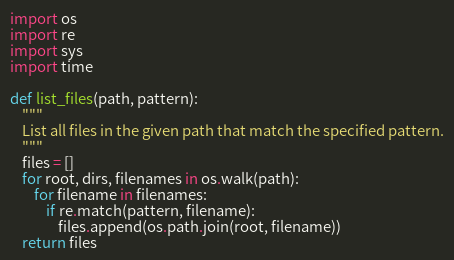 import os
import re
import sys
import time

def list_files(path, pattern):
    """
    List all files in the given path that match the specified pattern.
    """
    files = []
    for root, dirs, filenames in os.walk(path):
        for filename in filenames:
            if re.match(pattern, filename):
                files.append(os.path.join(root, filename))
    return files